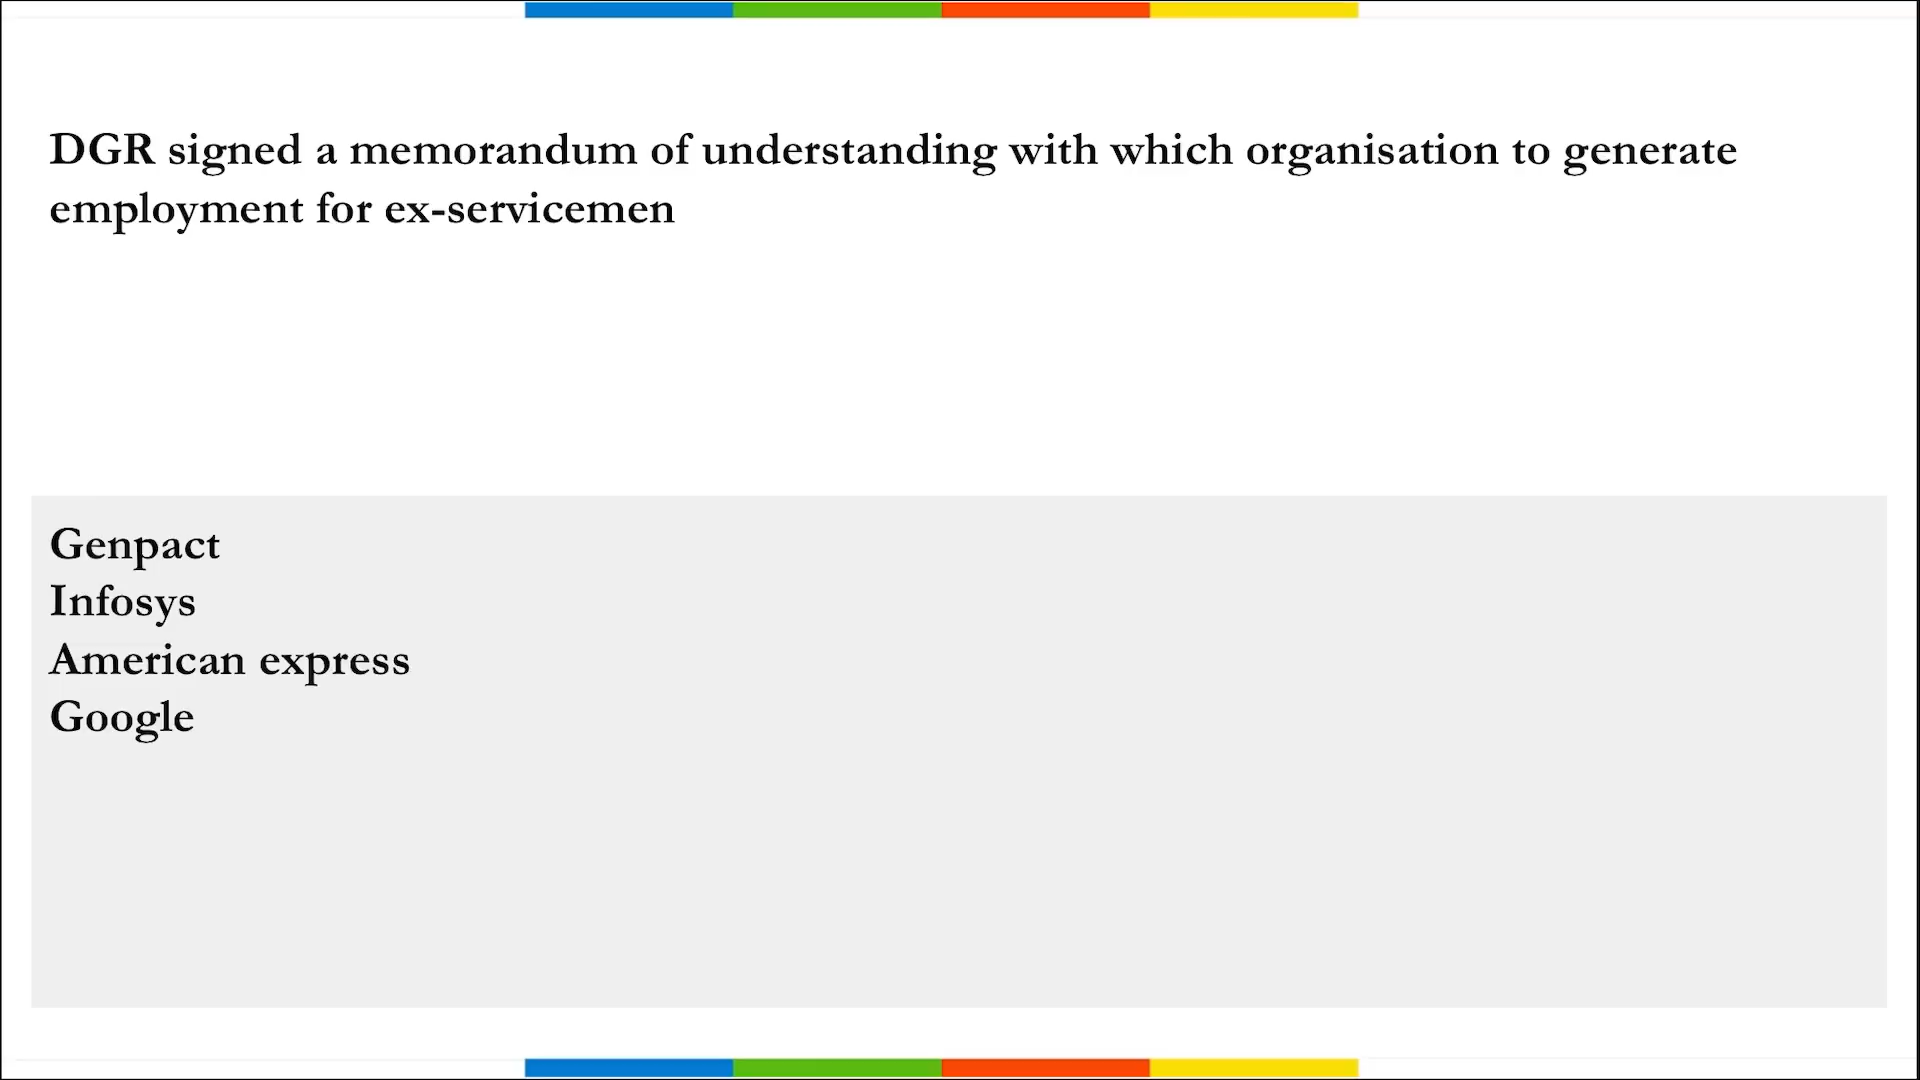 DGR signed a memorandum of understanding with which organisation to generate
employment for ex-servicemen
Genpact
Infosys
American express
Google